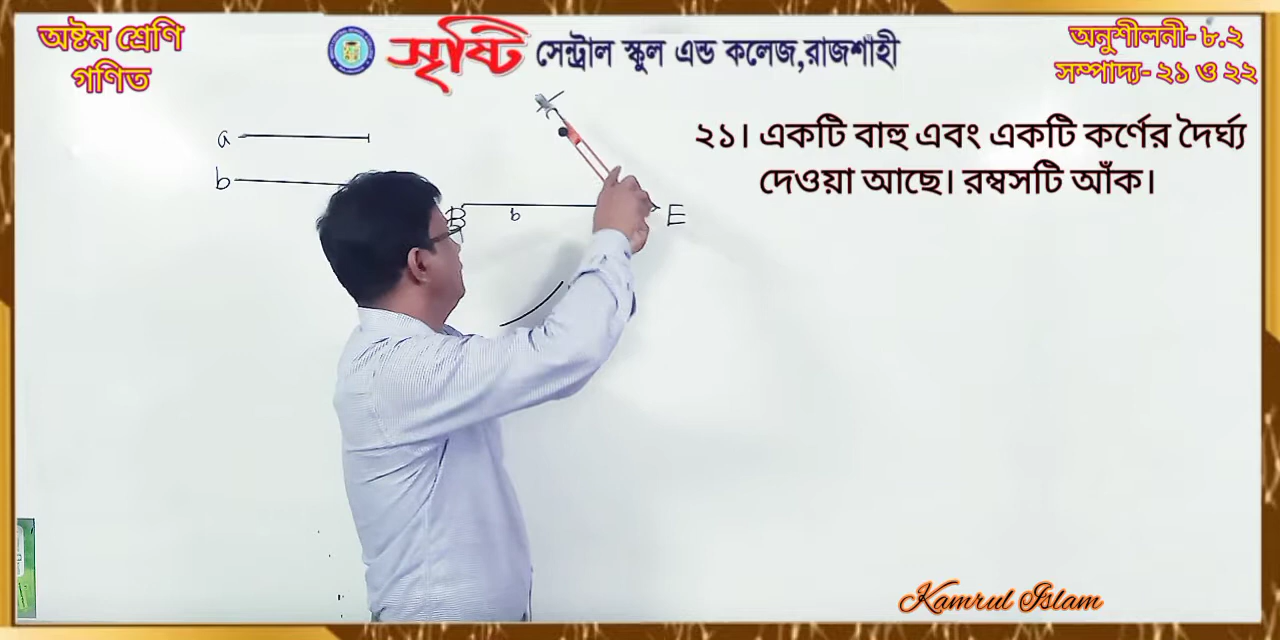 অষ্টম শ্রেণি
গণিত
সৃষ্টি সেন্ট্রাল স্কুল এন্ড কলেজ,রাজশাহী
অনুশীলনী- ৮.২
সম্পাদ্য- ২১ ও ২২
২১। একটি বাহু এবং একটি কর্ণের দৈর্ঘ্য
দেওয়া আছে। রম্বসটি আঁক।
a
b
B
b
E
Kamrul Islam